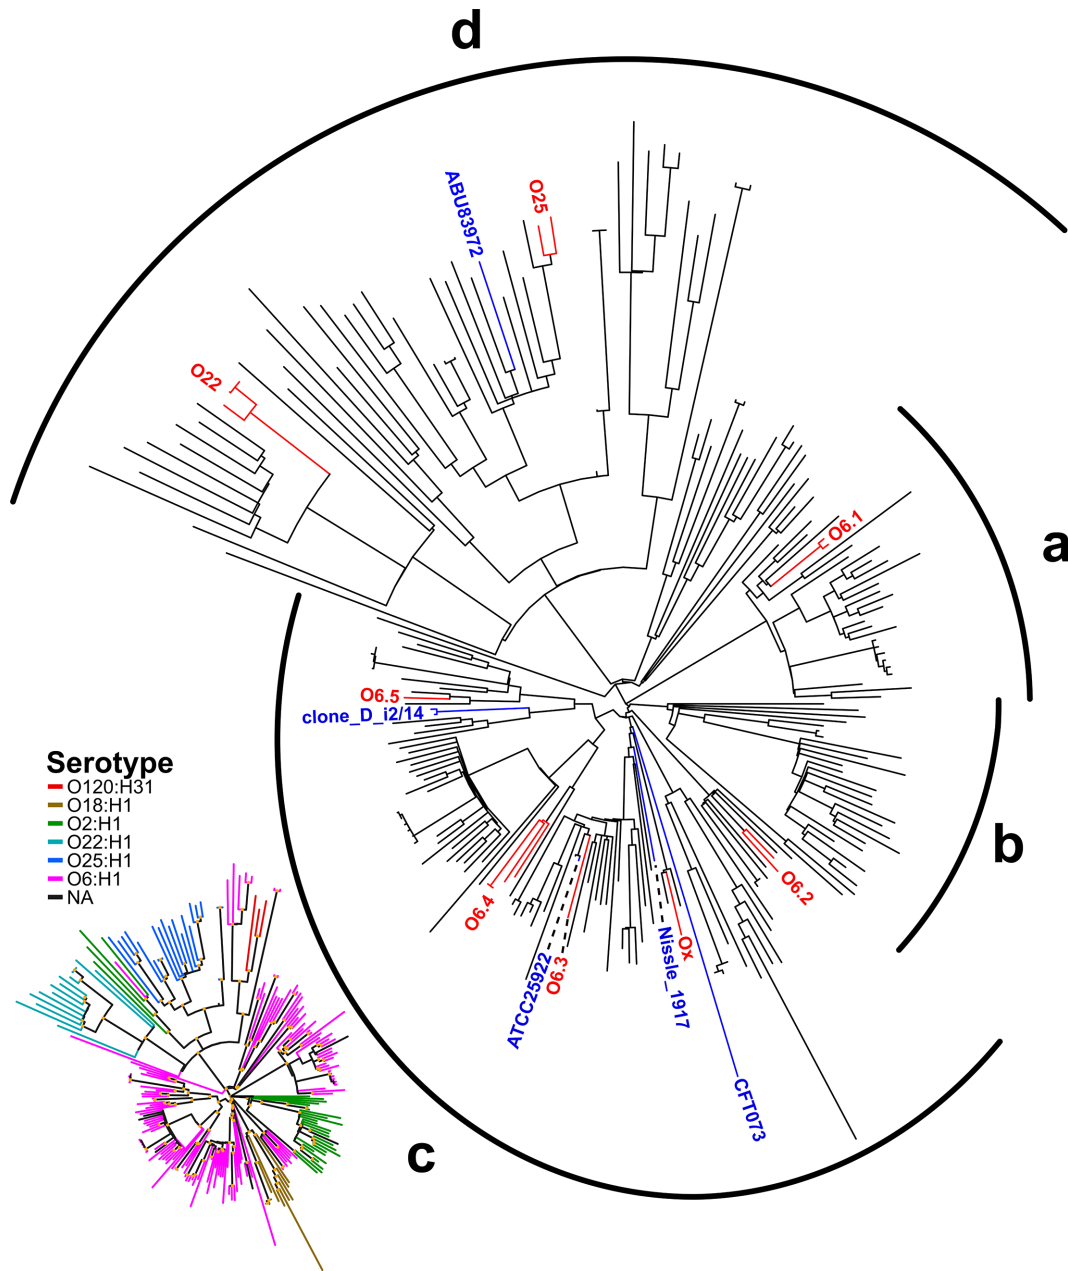 d
ABU83972
O25
O22
O6.1
a
O6.5
clone_D_i2/14
Serotype
O120:H31
O18:H1
O2:H1
O22:H1
O25:H1
O6:H1
NA
b
O6.2
O6.4
Ox
Nissle_1917
ATCC25922
O6.3
CFT073
c